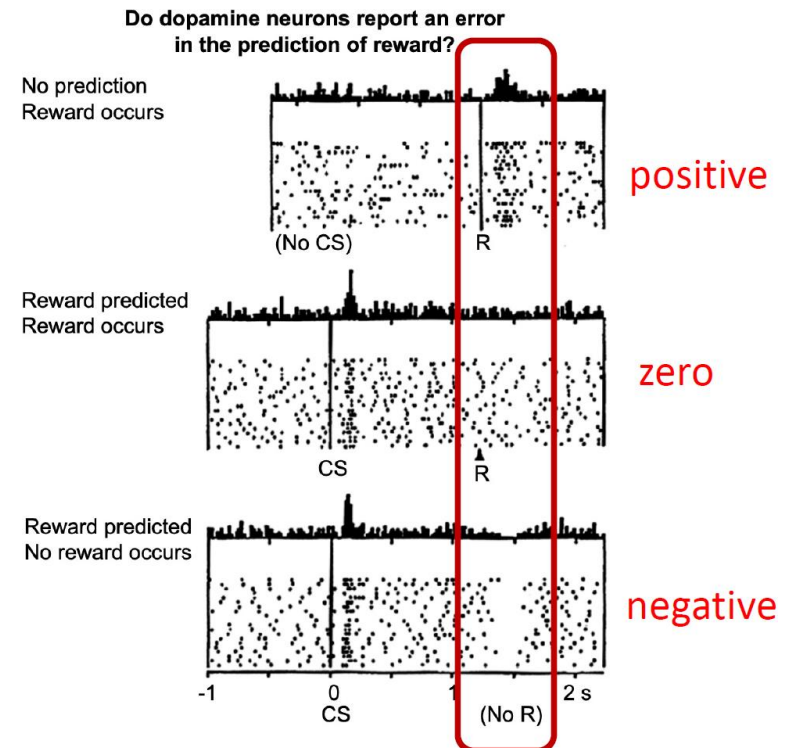 Do dopamine neurons report an error
in the prediction of reward?
No prediction
Reward occurs
positive
(No CS)
R
Reward predicted
Reward occurs
zero
CS
R
Reward predicted
No reward occurs
negative
-1
0
1
2 s
CS
(No R)